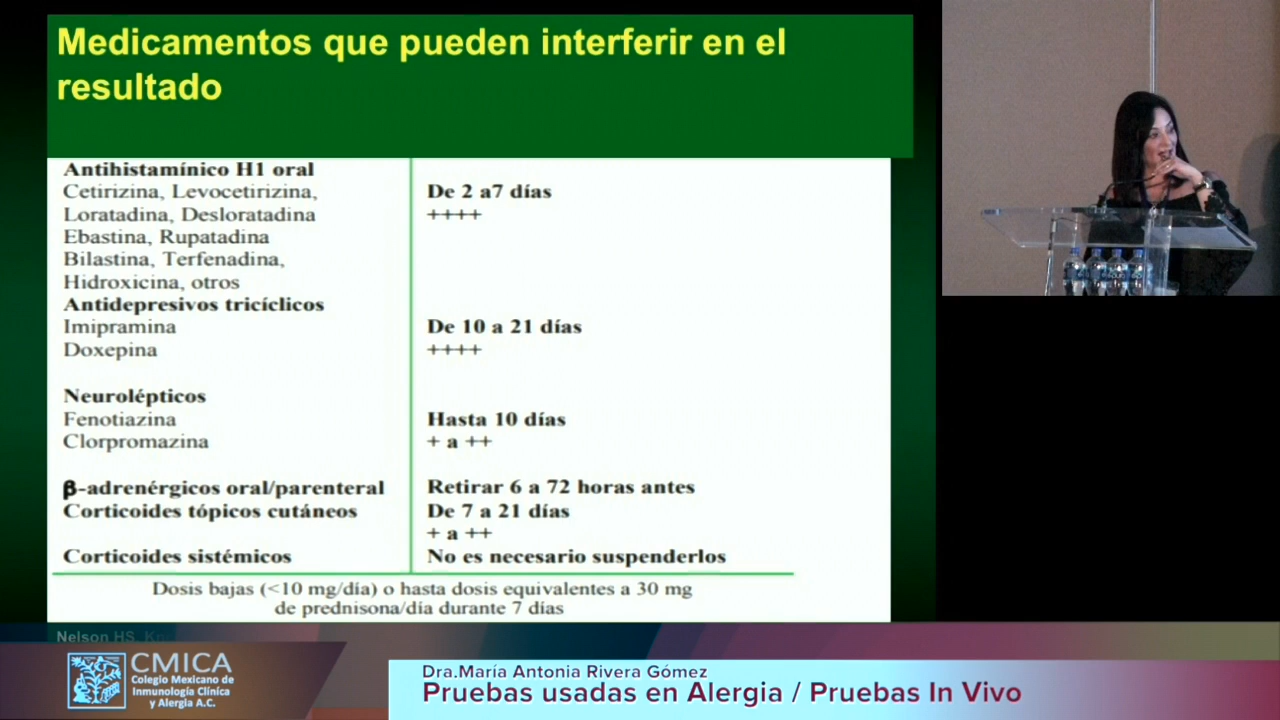 Medicamentos que pueden interferir en el
resultado
Antihistamínico H1 oral
Cetirizina, Levocetirizina,
De 2 a7 días
Loratadina, Desloratadina
++++
Ebastina, Rupatadina
Bilastina, Terfenadina,
Hidroxicina, otros
Antidepresivos tricíclicos
Imipramina
De 10 a 21 días
Doxepina
++++
Neurolépticos
Fenotiazina
Hasta 10 días
Clorpromazina
+ a ++
β-adrenérgicos oral/parenteral
Retirar 6 a 72 horas antes
Corticoides tópicos cutáneos
De 7 a 21 días
+ a ++
Corticoides sistémicos
No es necesario suspenderlos
Dosis bajas (<10 mg/día) o hasta dosis equivalentes a 30 mg
de prednisona/día durante 7 días
Nelson HS,
CMICA
Colegio Mexicano de
Inmunología Clínica
y Alergia A.C.
Dra.María Antonia Rivera Gómez
Pruebas usadas en Alergia / Pruebas In Vivo